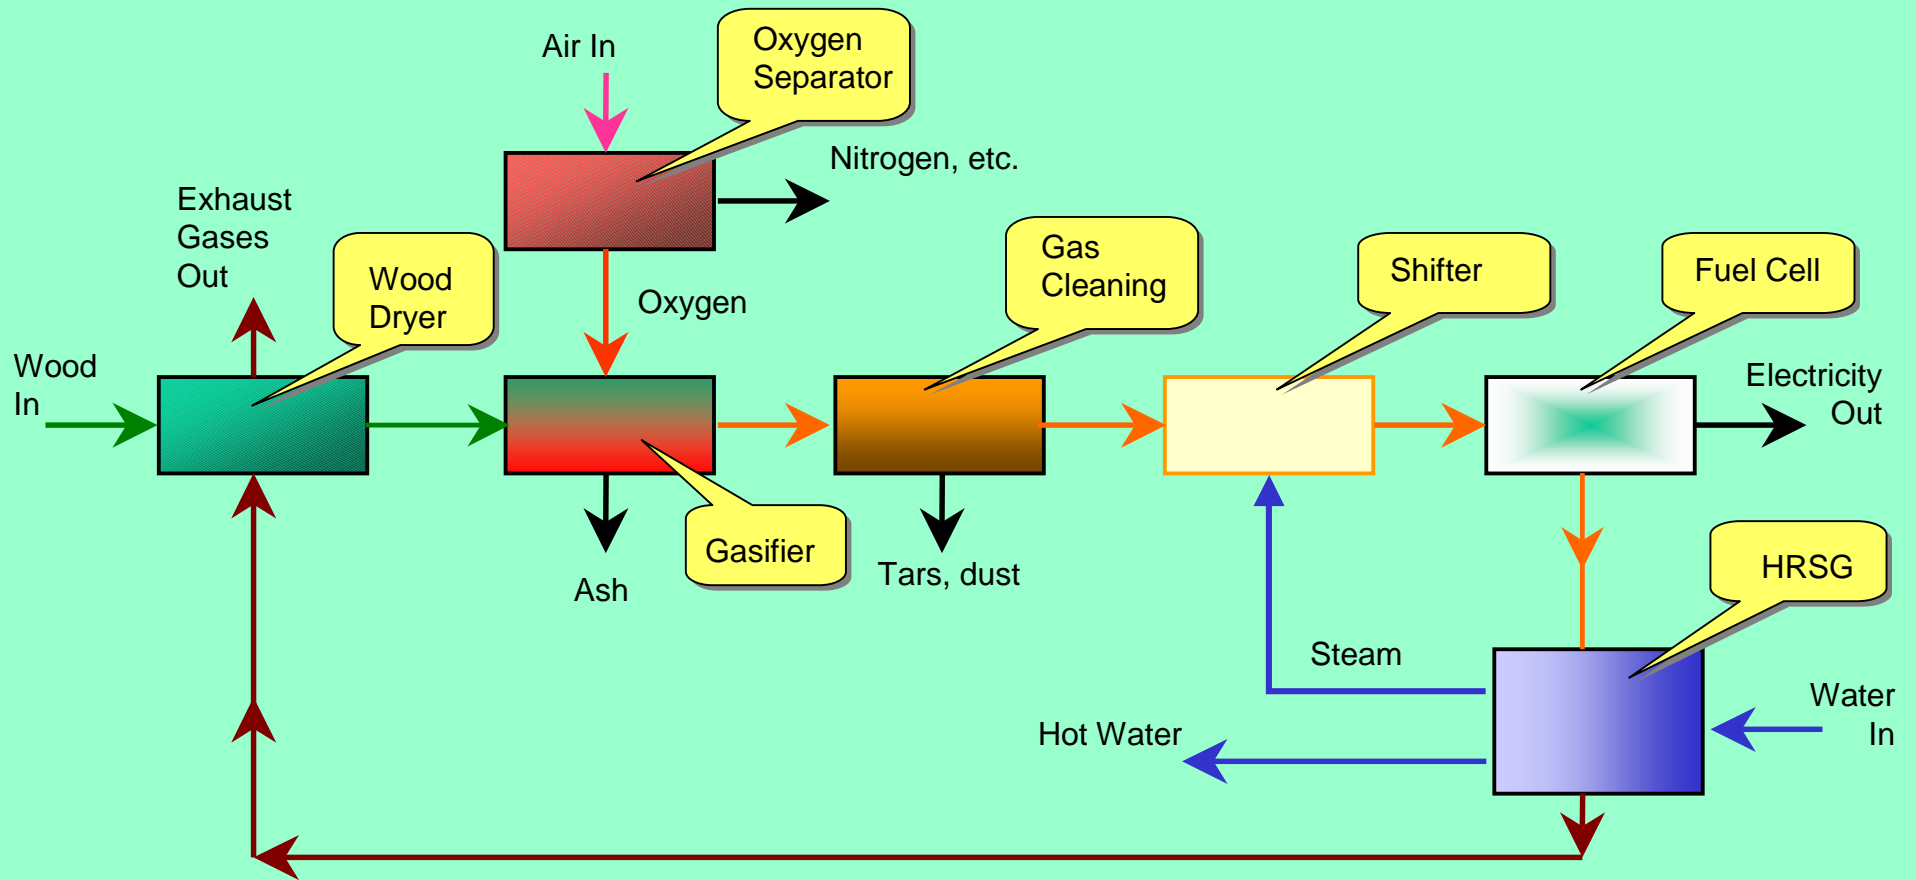 Air In
Oxygen
Separator
Nitrogen, etc.
Exhaust
Gases
Out
Wood
Dryer
Oxygen
Gas
Cleaning
Shifter
Fuel Cell
Wood
In
Electricity
Out
Gasifier
Ash
Tars, dust
HRSG
Steam
Hot Water
Water
In